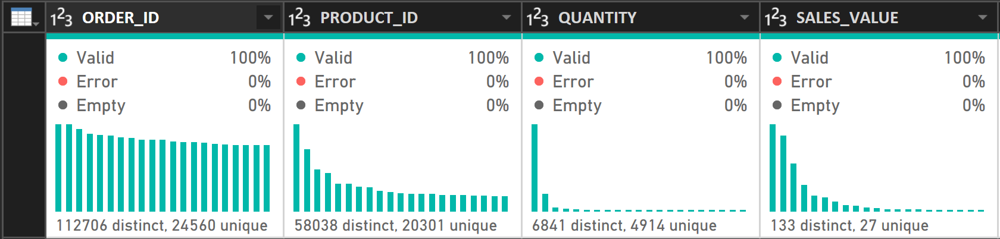 1²3 ORDER_ID 1²3 PRODUCT_ID 1²3 QUANTITY 1²3 SALES_VALUE
Valid 100% Valid 100% Valid 100% Valid 100%
Error 0% Error 0% Error 0% Error 0%
Empty 0% Empty 0% Empty 0% Empty 0%
112706 distinct, 24560 unique 58038 distinct, 20301 unique 6841 distinct, 4914 unique 133 distinct, 27 unique